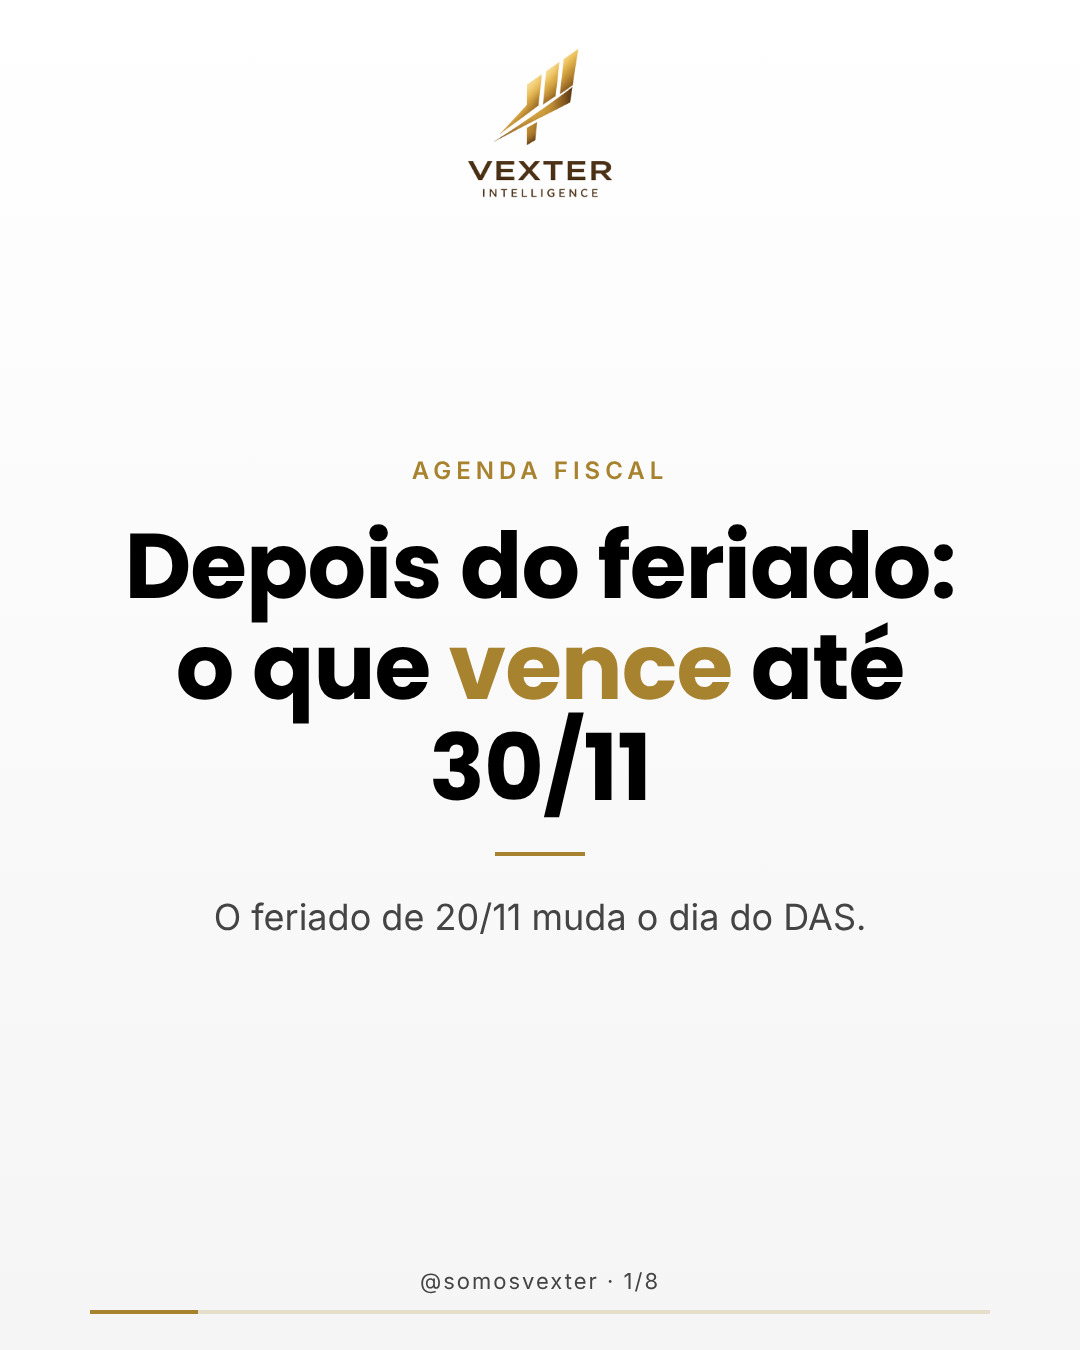 VEXTER
INTELLIGENCE
AGENDA FISCAL
Depois do feriado:
o que vence até
30/11
O feriado de 20/11 muda o dia do DAS.
@somosvexter · 1/8